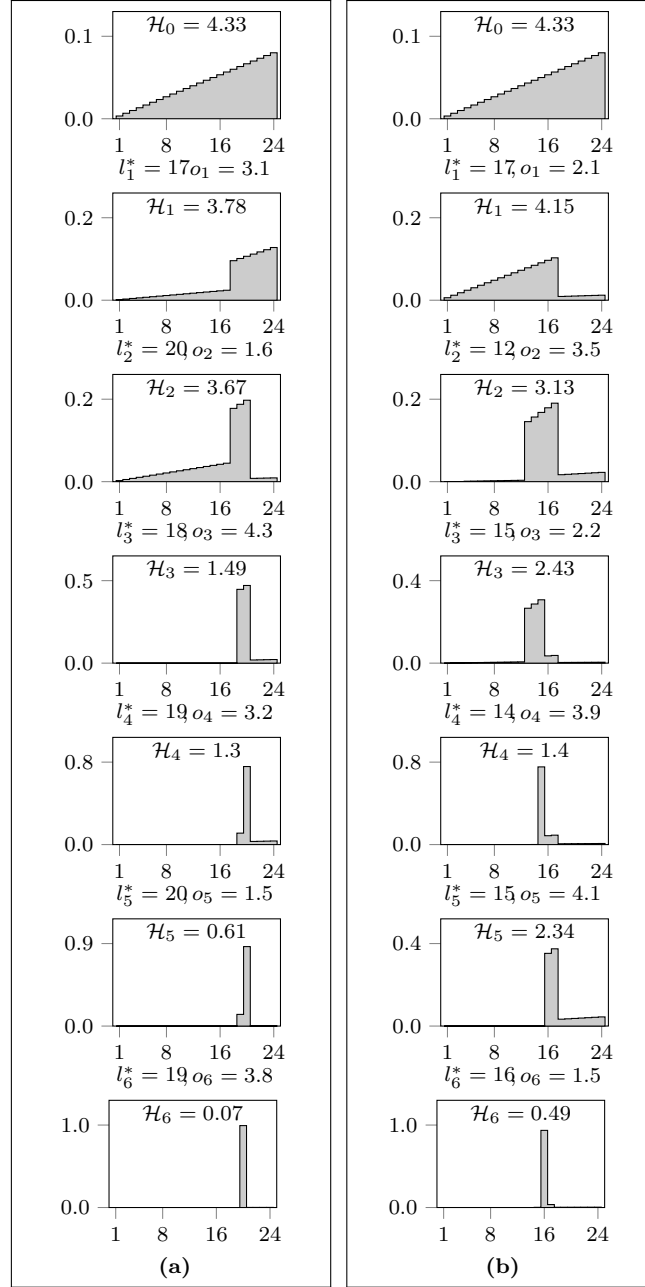 H₀ = 4.33
0.1
0.0
1 8 16 24
l₁* = 17 o₁ = 3.1
H₁ = 3.78
0.2
0.0
1 8 16 24
l₂* = 20, o₂ = 1.6
H₂ = 3.67
0.2
0.0
1 8 16 24
l₃* = 18, o₃ = 4.3
H₃ = 1.49
0.5
0.0
1 8 16 24
l₄* = 19, o₄ = 3.2
H₄ = 1.3
0.8
0.0
1 8 16 24
l₅* = 20, o₅ = 1.5
H₅ = 0.61
0.9
0.0
1 8 16 24
l₆* = 19, o₆ = 3.8
H₆ = 0.07
1.0
0.0
1 8 16 24
(a)
H₀ = 4.33
0.1
0.0
1 8 16 24
l₁* = 17, o₁ = 2.1
H₁ = 4.15
0.2
0.0
1 8 16 24
l₂* = 12, o₂ = 3.5
H₂ = 3.13
0.2
0.0
1 8 16 24
l₃* = 15, o₃ = 2.2
H₃ = 2.43
0.4
0.0
1 8 16 24
l₄* = 14, o₄ = 3.9
H₄ = 1.4
0.8
0.0
1 8 16 24
l₅* = 15, o₅ = 4.1
H₅ = 2.34
0.4
0.0
1 8 16 24
l₆* = 16, o₆ = 1.5
H₆ = 0.49
1.0
0.0
1 8 16 24
(b)